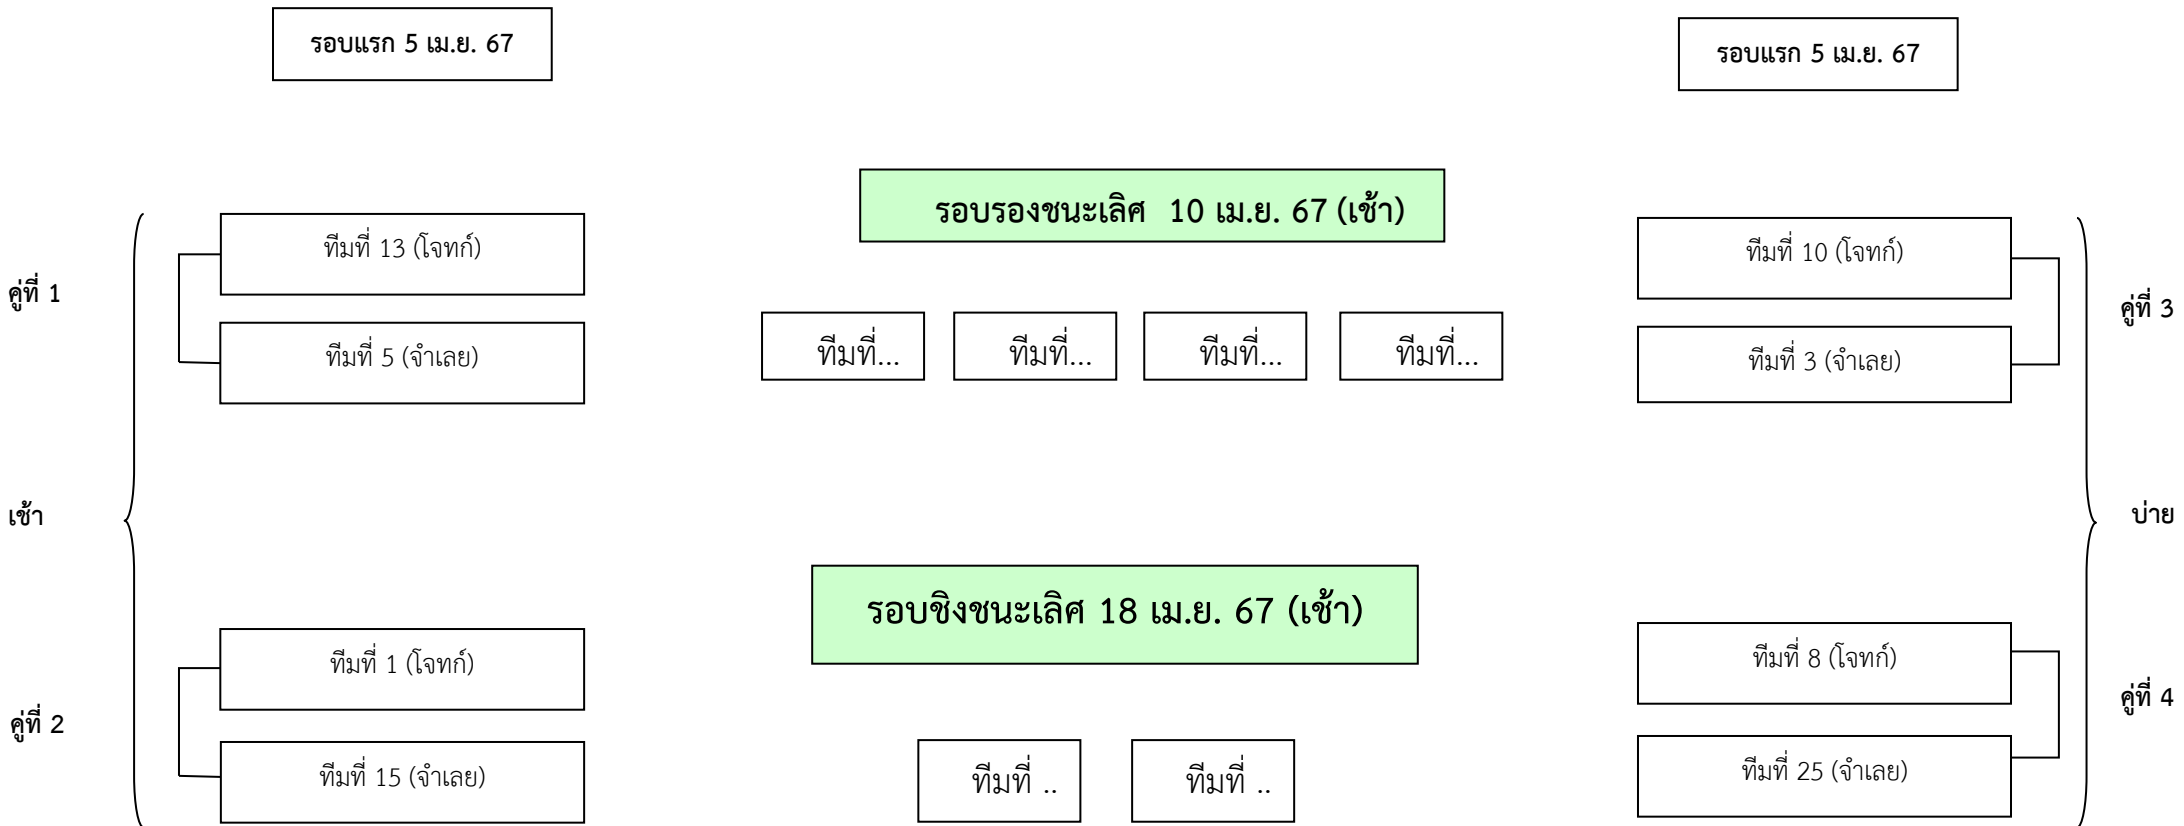 รอบแรก 5 เม.ย. 67
รอบแรก 5 เม.ย. 67
รอบรองชนะเลิศ 10 เม.ย. 67 (เช้า)
ทีมที่ 13 (โจทก์)
ทีมที่ 10 (โจทก์)
คู่ที่ 1
คู่ที่ 3
ทีมที่ 5 (จำเลย)
ทีมที่...
ทีมที่...
ทีมที่...
ทีมที่...
ทีมที่ 3 (จำเลย)
เช้า
บ่าย
รอบชิงชนะเลิศ 18 เม.ย. 67 (เช้า)
ทีมที่ 1 (โจทก์)
ทีมที่ 8 (โจทก์)
คู่ที่ 2
คู่ที่ 4
ทีมที่ 15 (จำเลย)
ทีมที่ ..
ทีมที่ ..
ทีมที่ 25 (จำเลย)